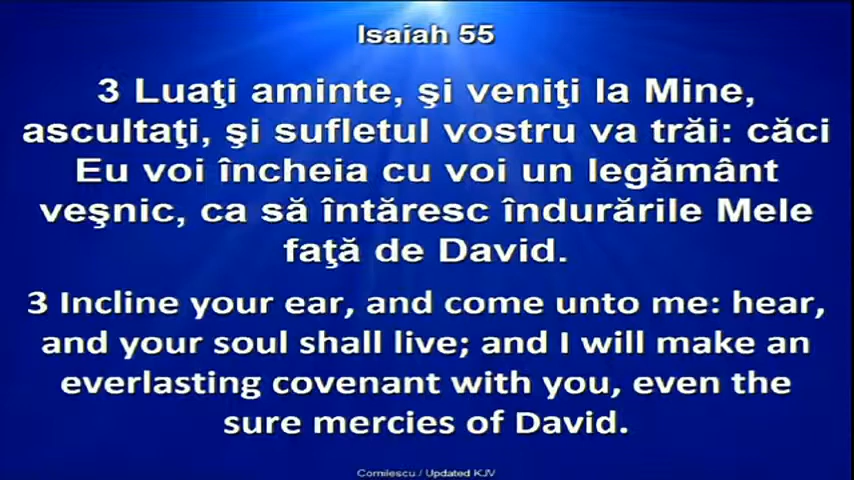 Isaiah 55
3 Luaţi aminte, şi veniţi la Mine,
ascultaţi, şi sufletul vostru va trăi: căci
Eu voi încheia cu voi un legământ
veşnic, ca să întăresc îndurările Mele
faţă de David.
3 Incline your ear, and come unto me: hear,
and your soul shall live; and I will make an
everlasting covenant with you, even the
sure mercies of David.
Cornilescu / Updated KJV